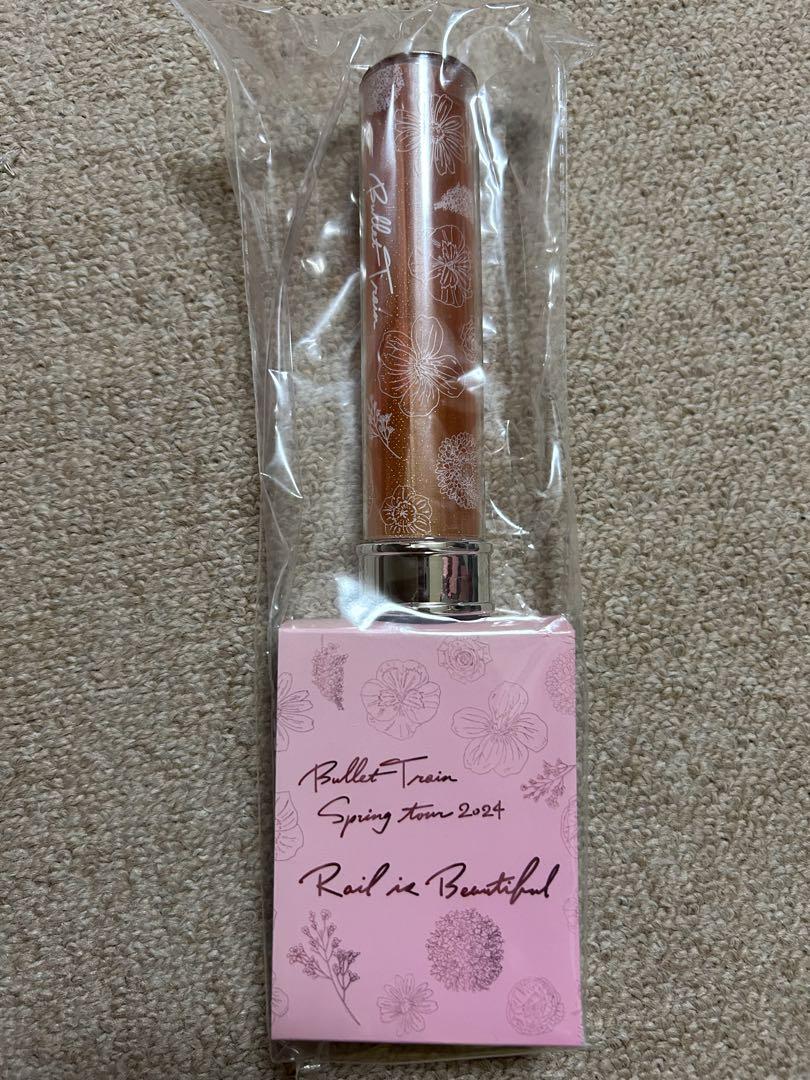 Bullet Train
Bullet Train
Spring tour 2024
Rail is Beautiful